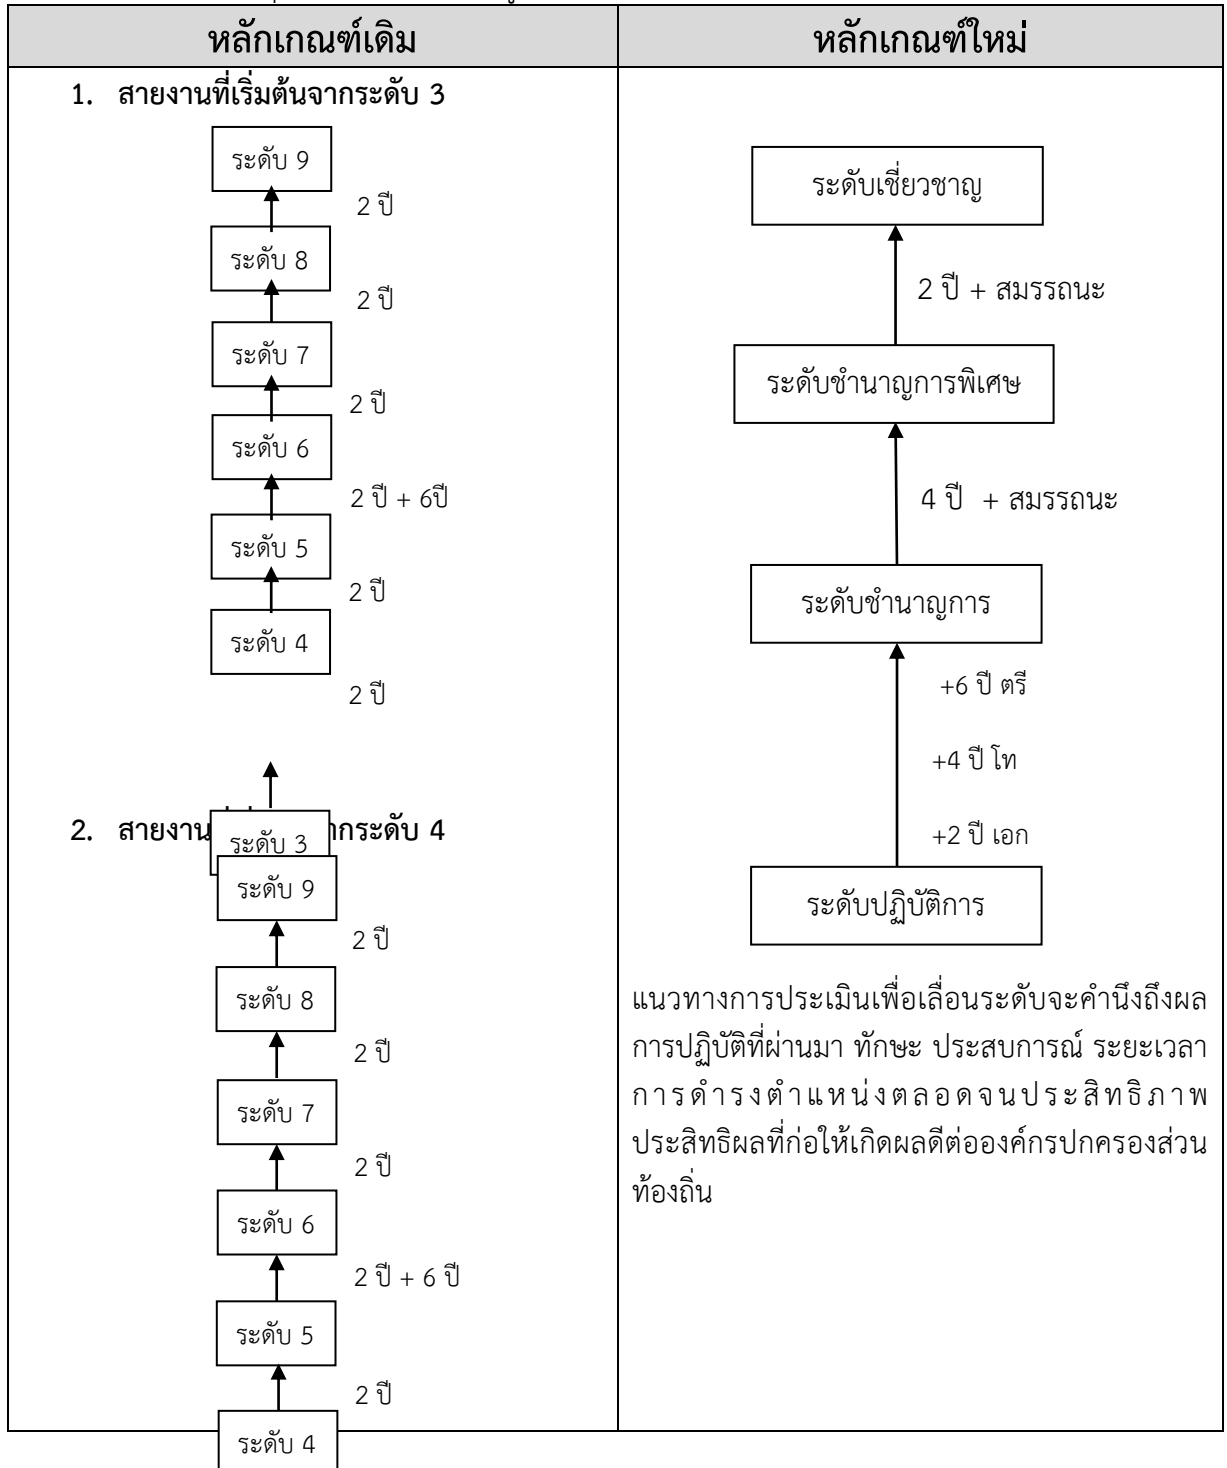 หลักเกณฑ์เดิม
หลักเกณฑ์ใหม่
1. สายงานที่เริ่มต้นจากระดับ 3
ระดับ 9
2 ปี
ระดับ 8
2 ปี
ระดับ 7
2 ปี
ระดับ 6
2 ปี + 6ปี
ระดับ 5
2 ปี
ระดับ 4
2 ปี
ระดับ 3
2. สายงาน ากระดับ 4
ระดับ 9
2 ปี
ระดับ 8
2 ปี
ระดับ 7
2 ปี
ระดับ 6
2 ปี + 6 ปี
ระดับ 5
2 ปี
ระดับ 4
ระดับเชี่ยวชาญ
2 ปี + สมรรถนะ
ระดับชำนาญการพิเศษ
4 ปี + สมรรถนะ
ระดับชำนาญการ
+6 ปี ตรี
+4 ปี โท
+2 ปี เอก
ระดับปฏิบัติการ
แนวทางการประเมินเพื่อเลื่อนระดับจะคำนึงถึงผล
การปฏิบัติที่ผ่านมา ทักษะ ประสบการณ์ ระยะเวลา
การดำรงตำแหน่งตลอดจนประสิทธิภาพ
ประสิทธิผลที่ก่อให้เกิดผลดีต่อองค์กรปกครองส่วน
ท้องถิ่น